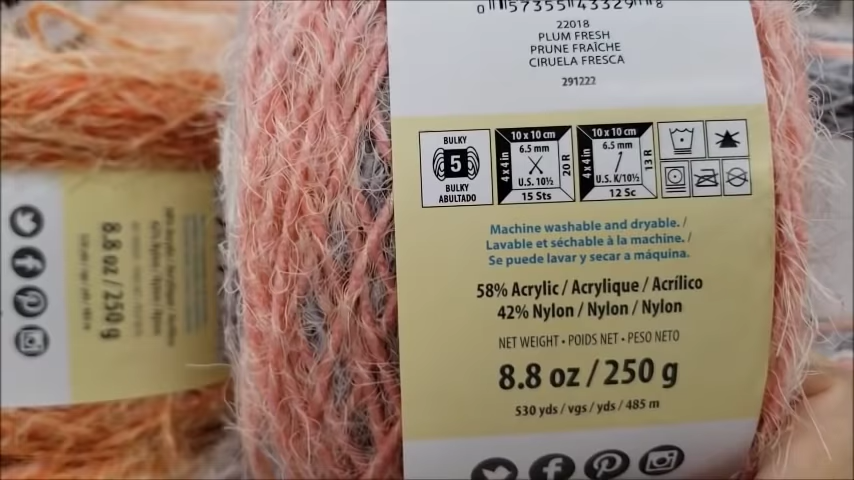 0 57355 43329 8
22018
PLUM FRESH
PRUNE FRAÎCHE
CIRUELA FRESCA
291222
BULKY
5
BULKY
ABULTADO
10 x 10 cm
4 x 4 in
6.5 mm
U.S. 10½
20 R
15 Sts
10 x 10 cm
4 x 4 in
6.5 mm
U.S. K/10½
13 R
12 Sc
Machine washable and dryable. /
Lavable et séchable à la machine. /
Se puede lavar y secar a máquina.
58% Acrylic / Acrylique / Acrílico
42% Nylon / Nylon / Nylon
NET WEIGHT • POIDS NET • PESO NETO
8.8 oz / 250 g
530 yds / vgs / yds / 485 m
8.8 oz / 250 g